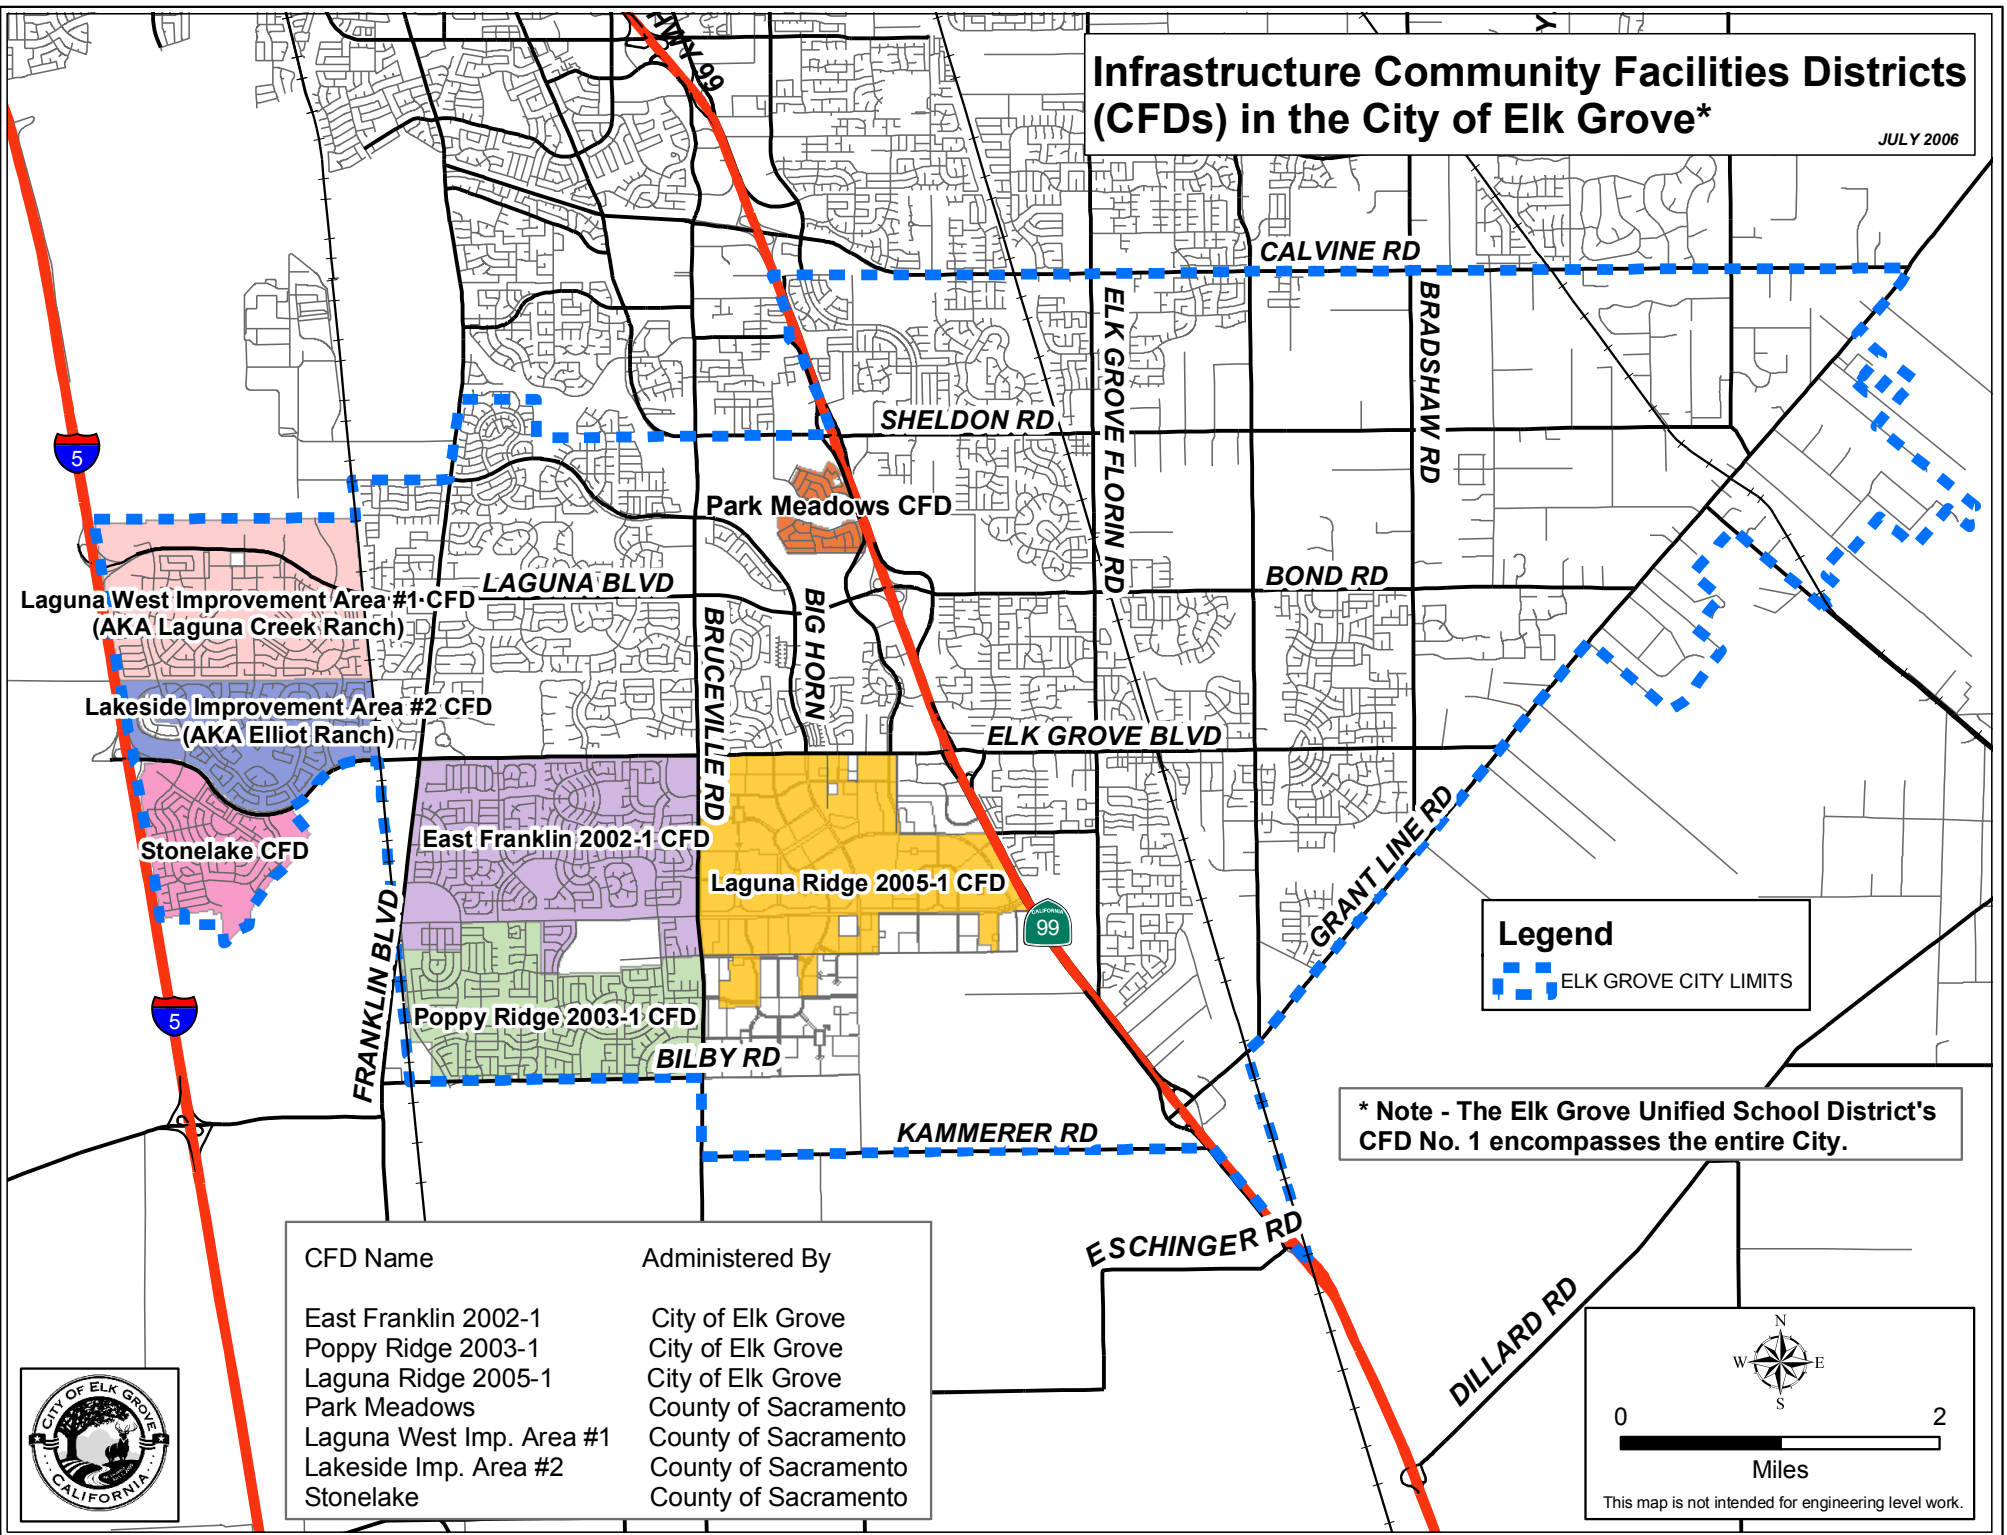 HWY 99
Y
Infrastructure Community Facilities Districts
(CFDs) in the City of Elk Grove*
JULY 2006
CALVINE RD
ELK GROVE FLORIN RD
BRADSHAW RD
SHELDON RD
5
Park Meadows CFD
LAGUNA BLVD
BOND RD
Laguna West Improvement Area #1 CFD
(AKA Laguna Creek Ranch)
BRUCEVILLE RD
BIG HORN
Lakeside Improvement Area #2 CFD
(AKA Elliot Ranch)
ELK GROVE BLVD
East Franklin 2002-1 CFD
Stonelake CFD
Laguna Ridge 2005-1 CFD
GRANT LINE RD
CALIFORNIA
99
FRANKLIN BLVD
Legend
ELK GROVE CITY LIMITS
5
Poppy Ridge 2003-1 CFD
BILBY RD
KAMMERER RD
* Note - The Elk Grove Unified School District's
CFD No. 1 encompasses the entire City.
ESCHINGER RD
DILLARD RD
CFD Name Administered By
East Franklin 2002-1 City of Elk Grove
Poppy Ridge 2003-1 City of Elk Grove
Laguna Ridge 2005-1 City of Elk Grove
Park Meadows County of Sacramento
Laguna West Imp. Area #1 County of Sacramento
Lakeside Imp. Area #2 County of Sacramento
Stonelake County of Sacramento
CITY OF ELK GROVE
CALIFORNIA
N
W E
S
0 2
Miles
This map is not intended for engineering level work.